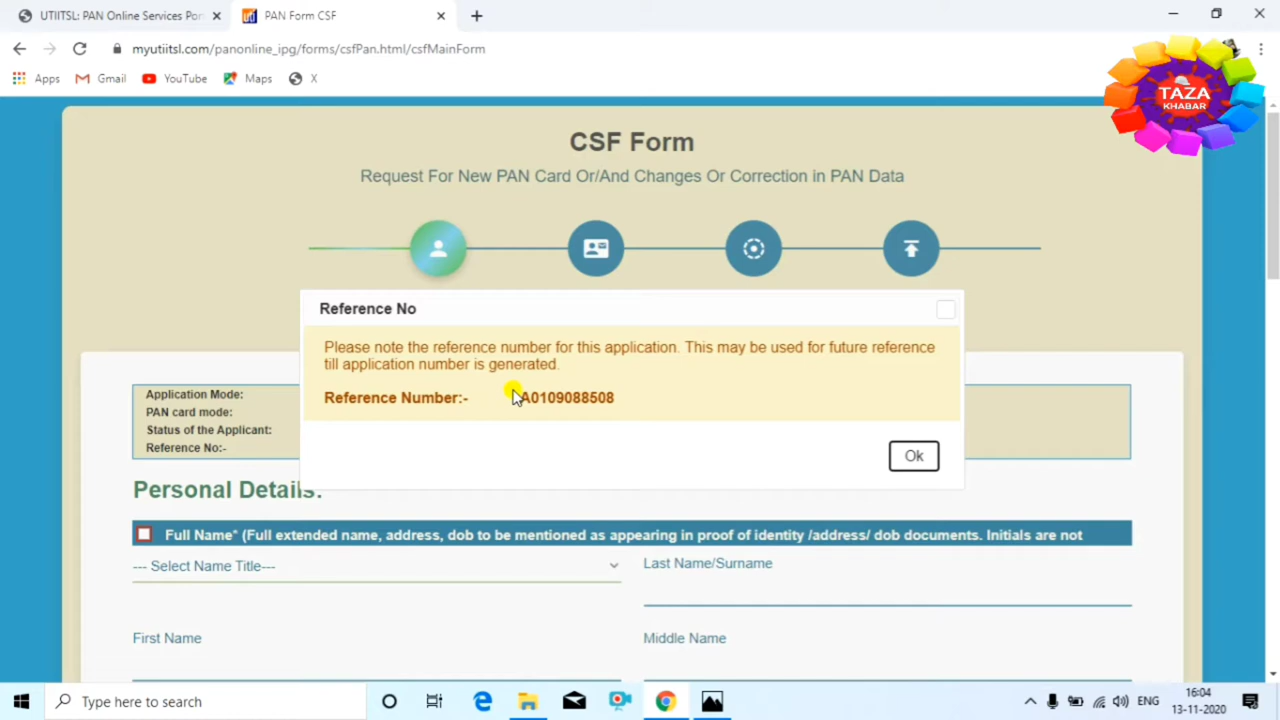 UTIITSL: PAN Online Services Por
PAN Form CSF
myutiitsl.com/panonline_ipg/forms/csfPan.html/csfMainForm
Apps Gmail YouTube Maps X
TAZA
KHABAR
CSF Form
Request For New PAN Card Or/And Changes Or Correction in PAN Data
Reference No
Please note the reference number for this application. This may be used for future reference
till application number is generated.
Reference Number:- A0109088508
Ok
Application Mode:
PAN card mode:
Status of the Applicant:
Reference No:-
Personal Details:
Full Name* (Full extended name, address, dob to be mentioned as appearing in proof of identity /address/ dob documents. Initials are not
--- Select Name Title---
Last Name/Surname
First Name
Middle Name
Type here to search
ENG
16:04
13-11-2020